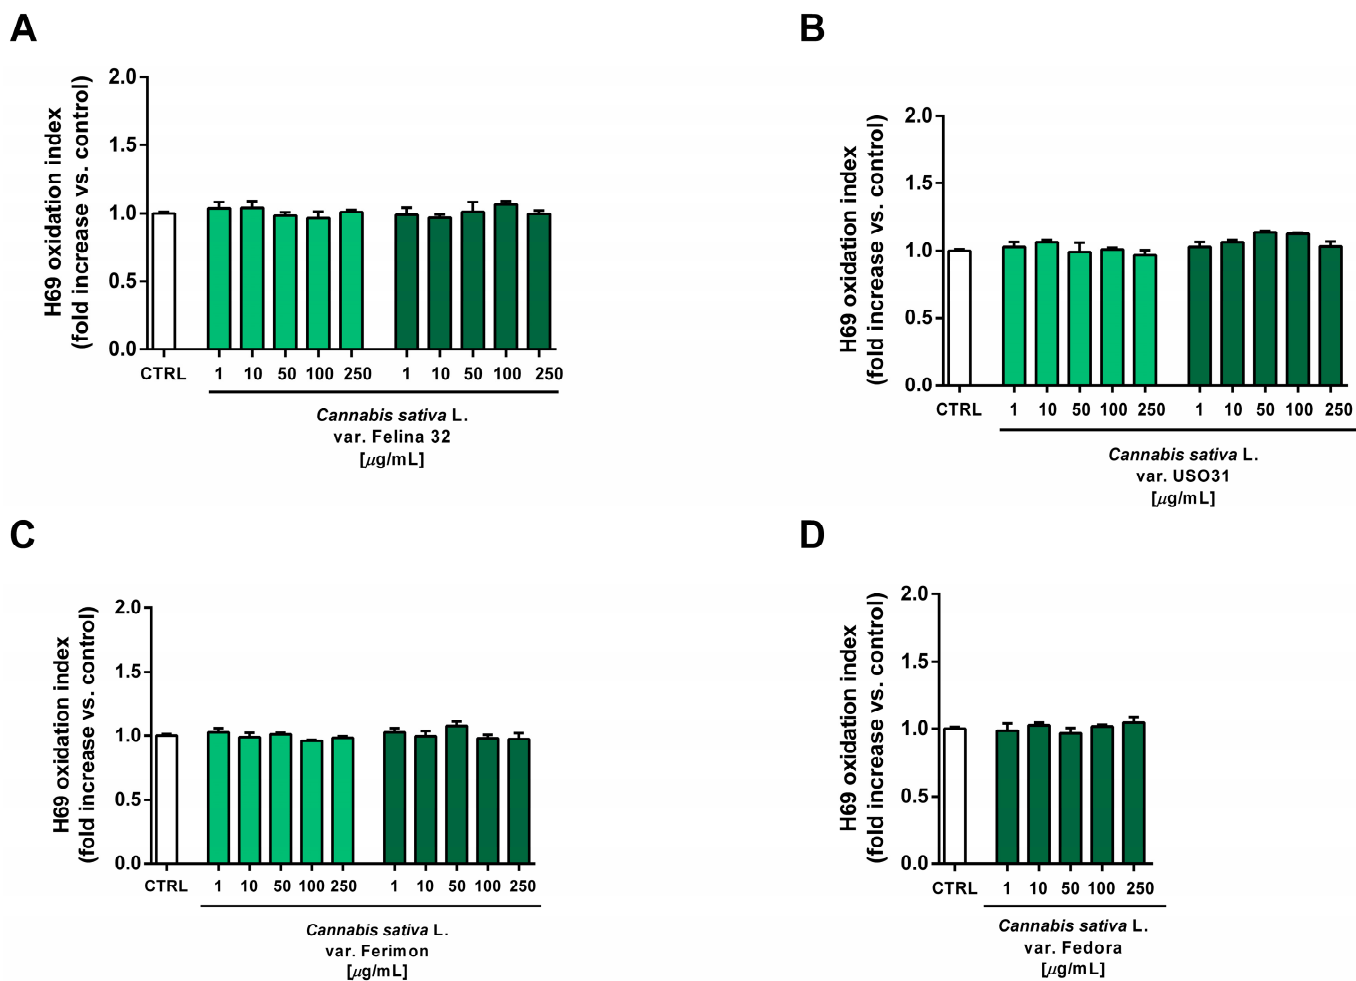 A
H69 oxidation index
(fold increase vs. control)
2.0
1.5
1.0
0.5
0.0
CTRL 1 10 50 100 250 1 10 50 100 250
Cannabis sativa L.
var. Felina 32
[µg/mL]
B
H69 oxidation index
(fold increase vs. control)
2.0
1.5
1.0
0.5
0.0
CTRL 1 10 50 100 250 1 10 50 100 250
Cannabis sativa L.
var. USO31
[µg/mL]
C
H69 oxidation index
(fold increase vs. control)
2.0
1.5
1.0
0.5
0.0
CTRL 1 10 50 100 250 1 10 50 100 250
Cannabis sativa L.
var. Ferimon
[µg/mL]
D
H69 oxidation index
(fold increase vs. control)
2.0
1.5
1.0
0.5
0.0
CTRL 1 10 50 100 250
Cannabis sativa L.
var. Fedora
[µg/mL]